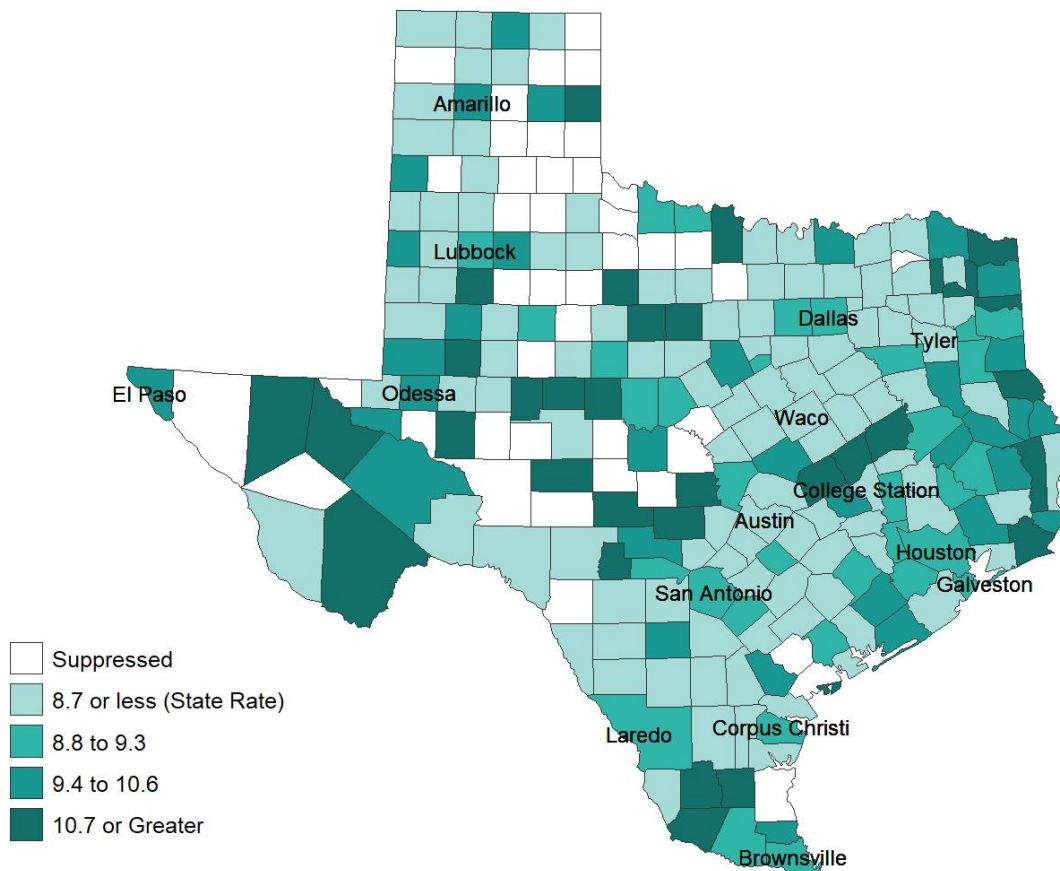 Amarillo
Lubbock
Dallas
Tyler
El Paso
Odessa
Waco
College Station
Austin
Houston
Galveston
San Antonio
Suppressed
8.7 or less (State Rate)
8.8 to 9.3
9.4 to 10.6
10.7 or Greater
Laredo
Corpus Christi
Brownsville